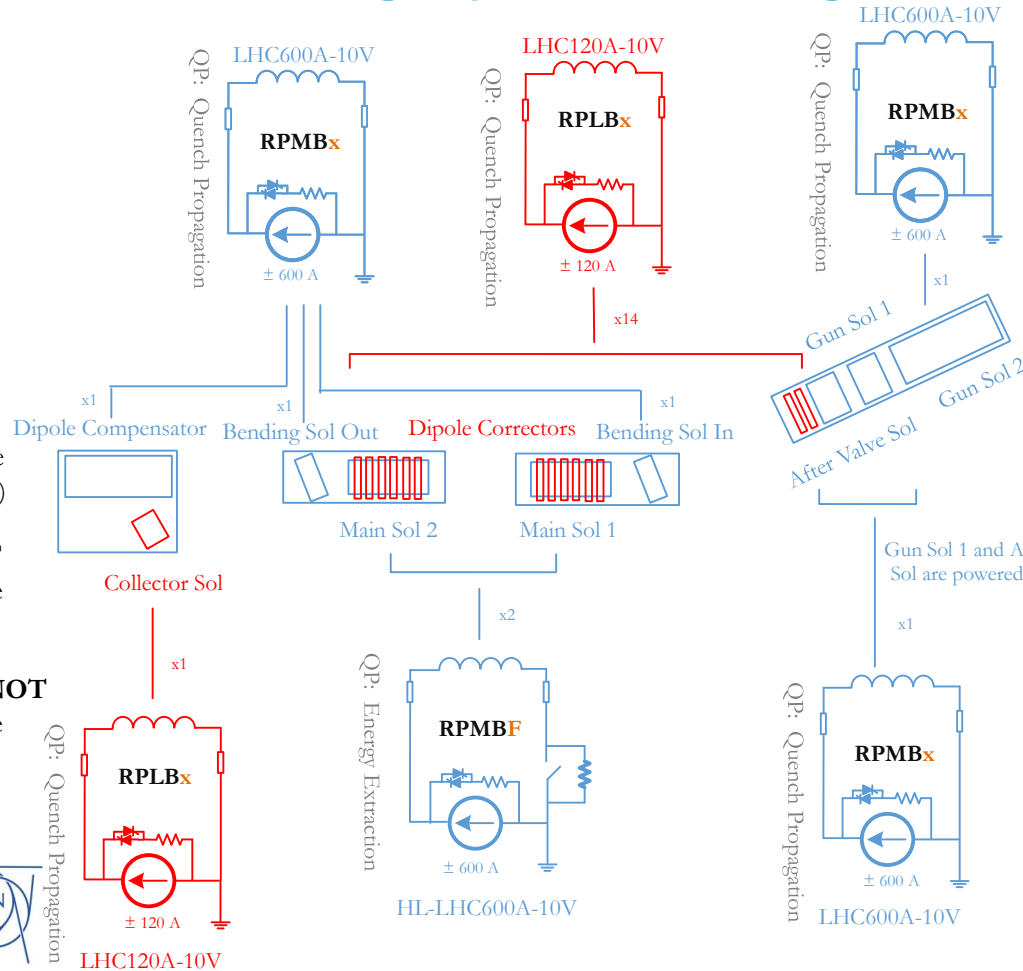 LHC600A-10V
QP: Quench Propagation
RPMBx
± 600 A
LHC120A-10V
QP: Quench Propagation
RPLBx
± 120 A
LHC600A-10V
QP: Quench Propagation
RPMBx
± 600 A
x1
x14
Gun Sol 1
Gun Sol 2
After Valve Sol
x1
x1
x1
Dipole Compensator
Bending Sol Out
Dipole Correctors
Bending Sol In
Main Sol 2
Main Sol 1
Collector Sol
x1
x2
Gun Sol 1 and A
Sol are powered
x1
NOT
QP: Quench Propagation
RPLBx
± 120 A
LHC120A-10V
QP: Energy Extraction
RPMBF
± 600 A
HL-LHC600A-10V
QP: Quench Propagation
RPMBx
± 600 A
LHC600A-10V